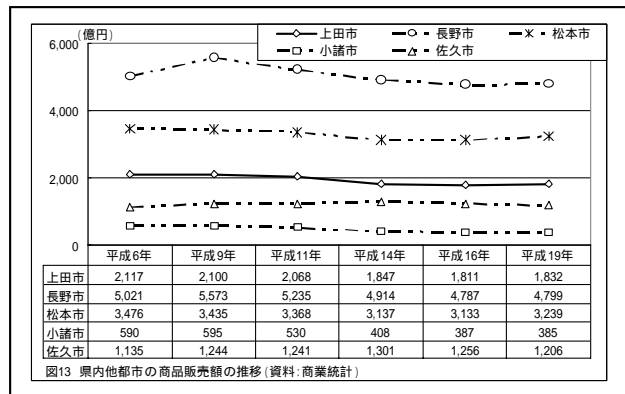 (億円)
上田市 長野市 松本市
小諸市 佐久市
6,000
4,000
2,000
0
平成6年 平成9年 平成11年 平成14年 平成16年 平成19年
上田市 2,117 2,100 2,068 1,847 1,811 1,832
長野市 5,021 5,573 5,235 4,914 4,787 4,799
松本市 3,476 3,435 3,368 3,137 3,133 3,239
小諸市 590 595 530 408 387 385
佐久市 1,135 1,244 1,241 1,301 1,256 1,206
図13 県内他都市の商品販売額の推移(資料:商業統計)